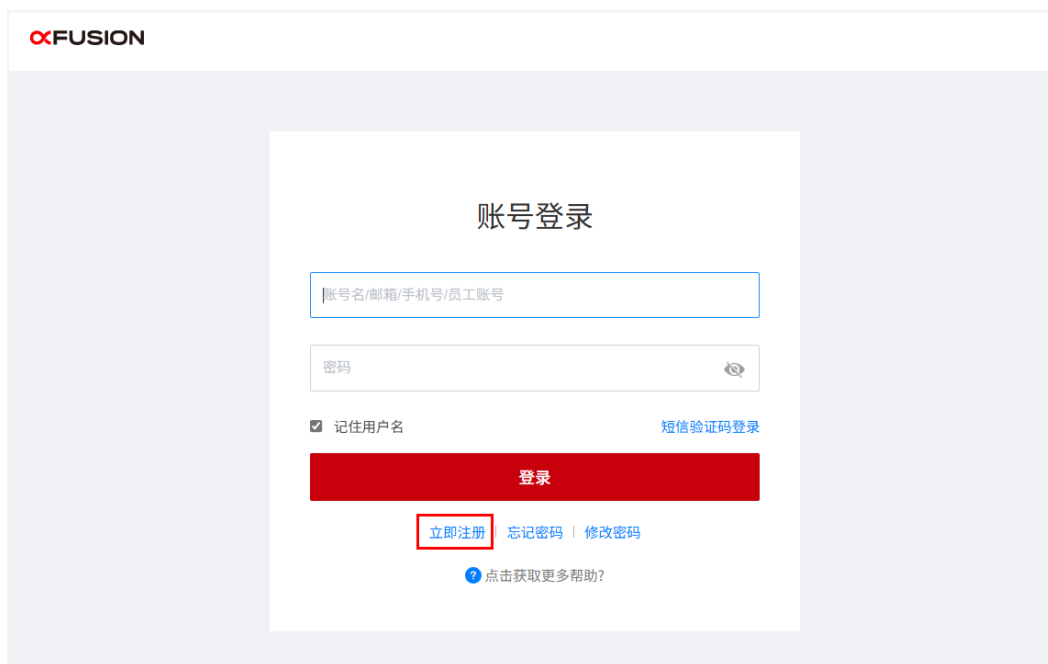 xFUSION
账号登录
账号名/邮箱/手机号/员工账号
密码
记住用户名 短信验证码登录
登录
立即注册 | 忘记密码 | 修改密码
? 点击获取更多帮助?